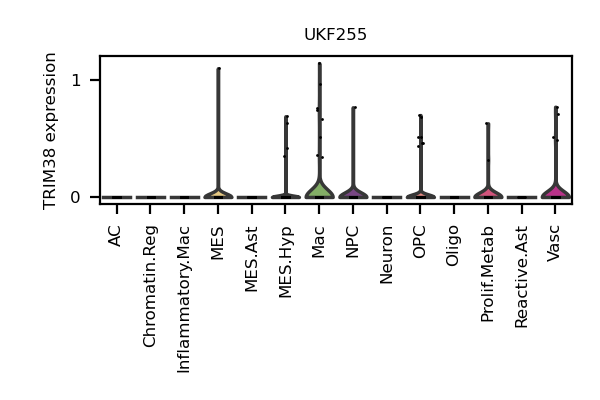 UKF255
TRIM38 expression
1
0
AC
Chromatin.Reg
Inflammatory.Mac
MES
MES.Ast
MES.Hyp
Mac
NPC
Neuron
OPC
Oligo
Prolif.Metab
Reactive.Ast
Vasc